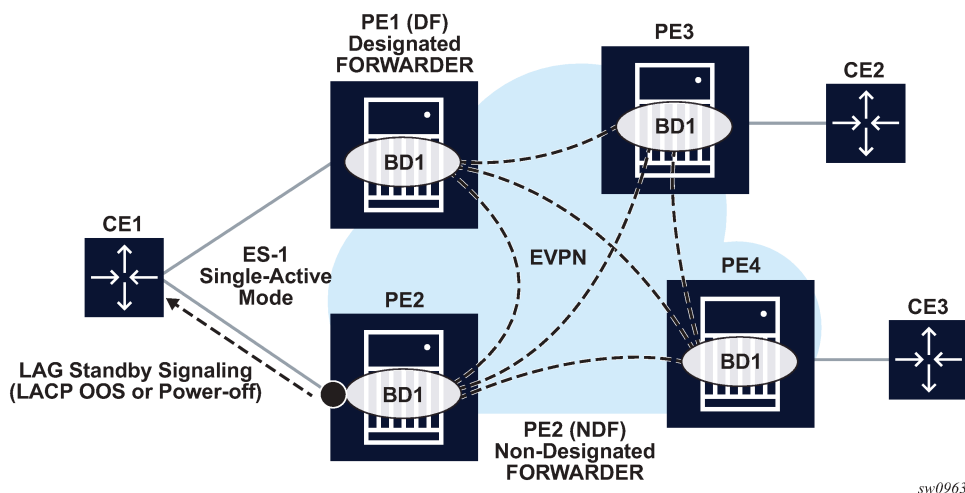 PE1 (DF)
Designated
FORWARDER
PE3
CE2
BD1
BD1
CE1
ES-1
Single-Active
Mode
EVPN
PE2
PE4
CE3
LAG Standby Signaling
(LACP OOS or Power-off)
BD1
BD1
PE2 (NDF)
Non-Designated
FORWARDER
sw0963